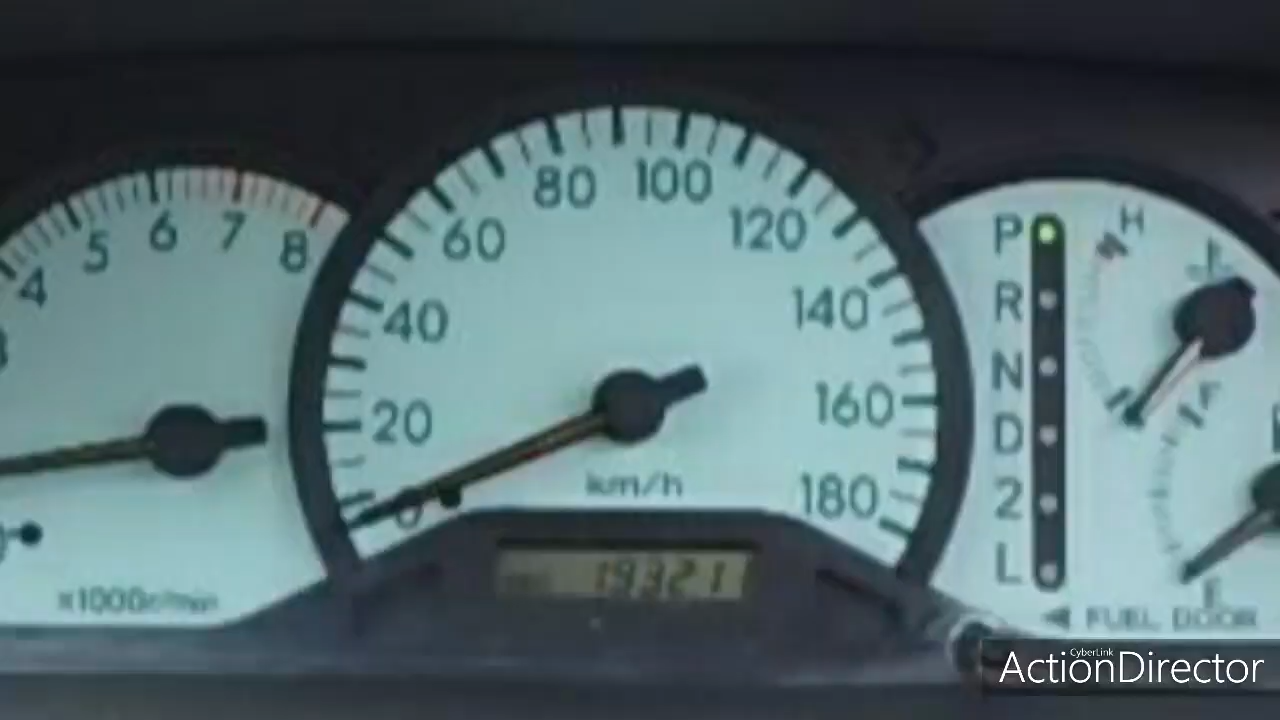 4 5 6 7 8
x1000r/min
0 20 40 60 80 100 120 140 160 180
km/h
19321
P
R
N
D
2
L
H
E
FUEL DOOR
CyberLink
ActionDirector